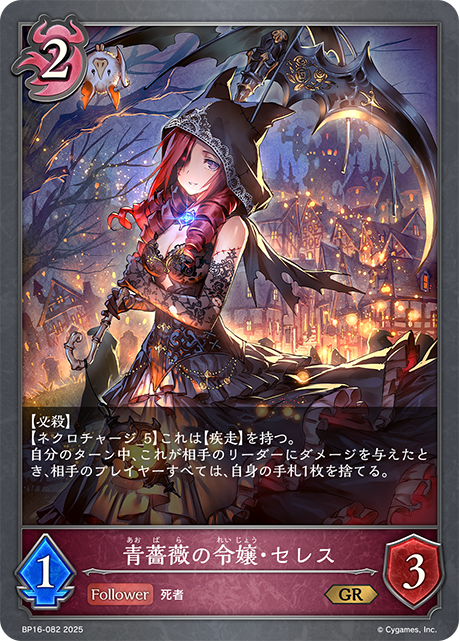 2
【必殺】
【ネクロチャージ_5】これは【疾走】を持つ。
自分のターン中、これが相手のリーダーにダメージを与えたと
き、相手のプレイヤーすべては、自身の手札1枚を捨てる。
あおばら れいじょう
青薔薇の令嬢・セレス
1
Follower 死者
GR
3
BP16-082 2025
© Cygames, Inc.